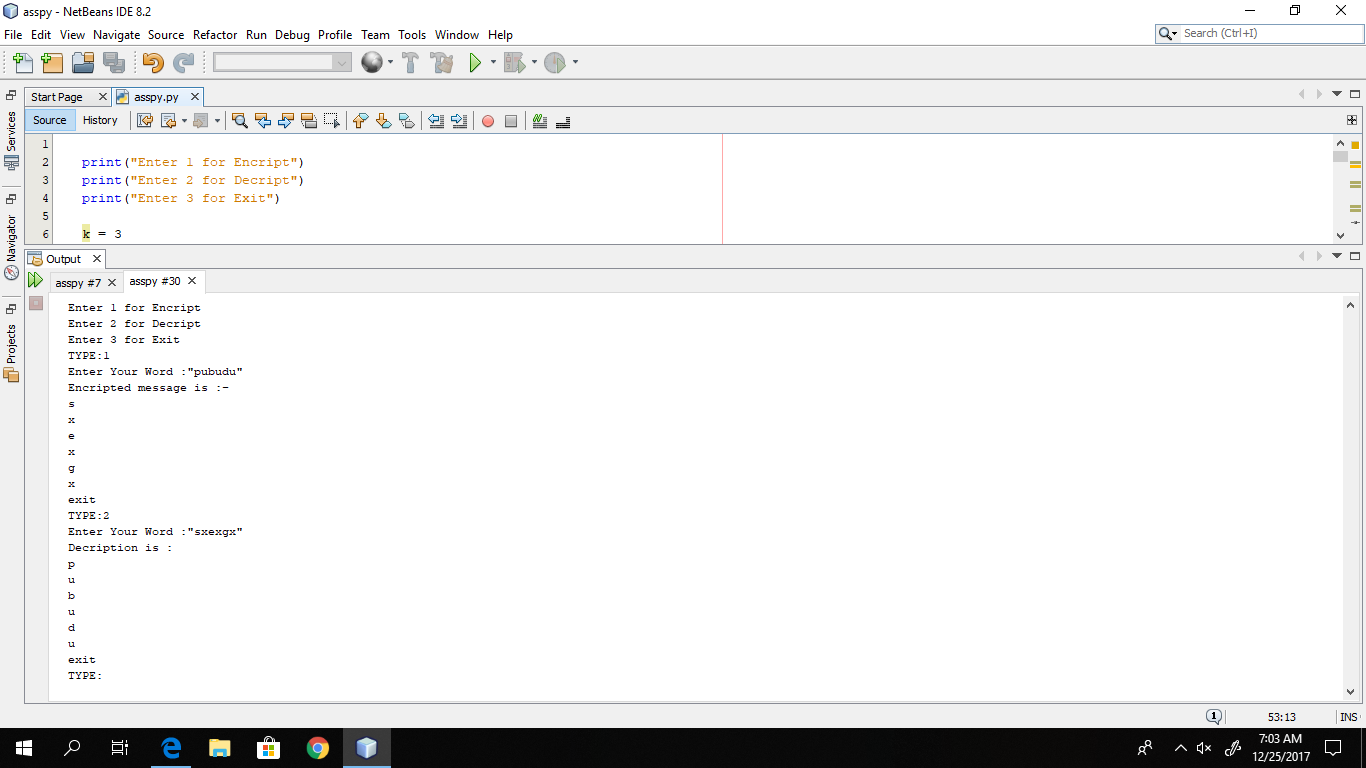 asspy - NetBeans IDE 8.2
File Edit View Navigate Source Refactor Run Debug Profile Team Tools Window Help
Search (Ctrl+I)
Start Page
asspy.py
Source History
Services
Navigator
Projects
1
2 print("Enter 1 for Encript")
3 print("Enter 2 for Decript")
4 print("Enter 3 for Exit")
5
6 k = 3
Output
asspy #7
asspy #30
Enter 1 for Encript
Enter 2 for Decript
Enter 3 for Exit
TYPE:1
Enter Your Word :"pubudu"
Encripted message is :-
s
x
e
x
g
x
exit
TYPE:2
Enter Your Word :"sxexgx"
Decription is :
p
u
b
u
d
u
exit
TYPE:
1
53:13
INS
7:03 AM
12/25/2017